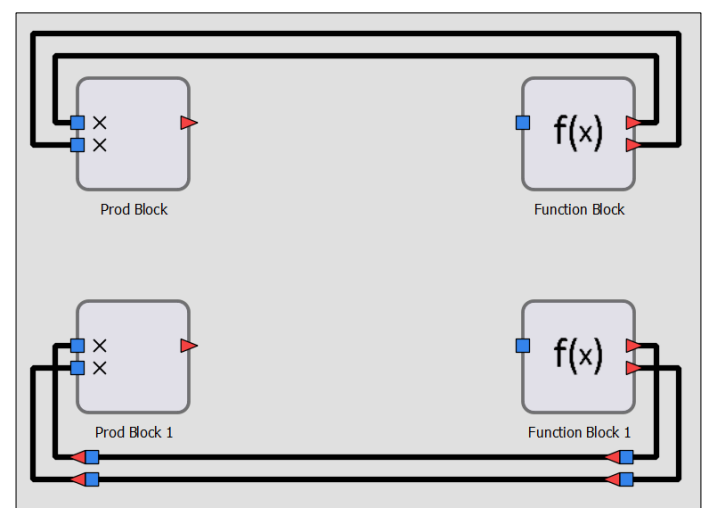 ×
×
f(x)
Prod Block
Function Block
×
×
f(x)
Prod Block 1
Function Block 1